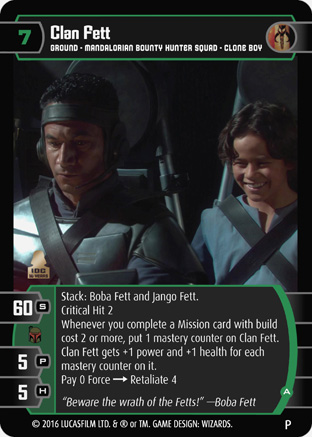 7 Clan Fett
GROUND • MANDALORIAN BOUNTY HUNTER SQUAD • CLONE BOY
IDC
60 S
5 P
5 H
Stack: Boba Fett and Jango Fett.
Critical Hit 2
Whenever you complete a Mission card with build
cost 2 or more, put 1 mastery counter on Clan Fett.
Clan Fett gets +1 power and +1 health for each
mastery counter on it.
Pay 0 Force → Retaliate 4
"Beware the wrath of the Fetts!" —Boba Fett
A
© 2016 LUCASFILM LTD. & ® or TM. GAME DESIGN: WIZARDS. P